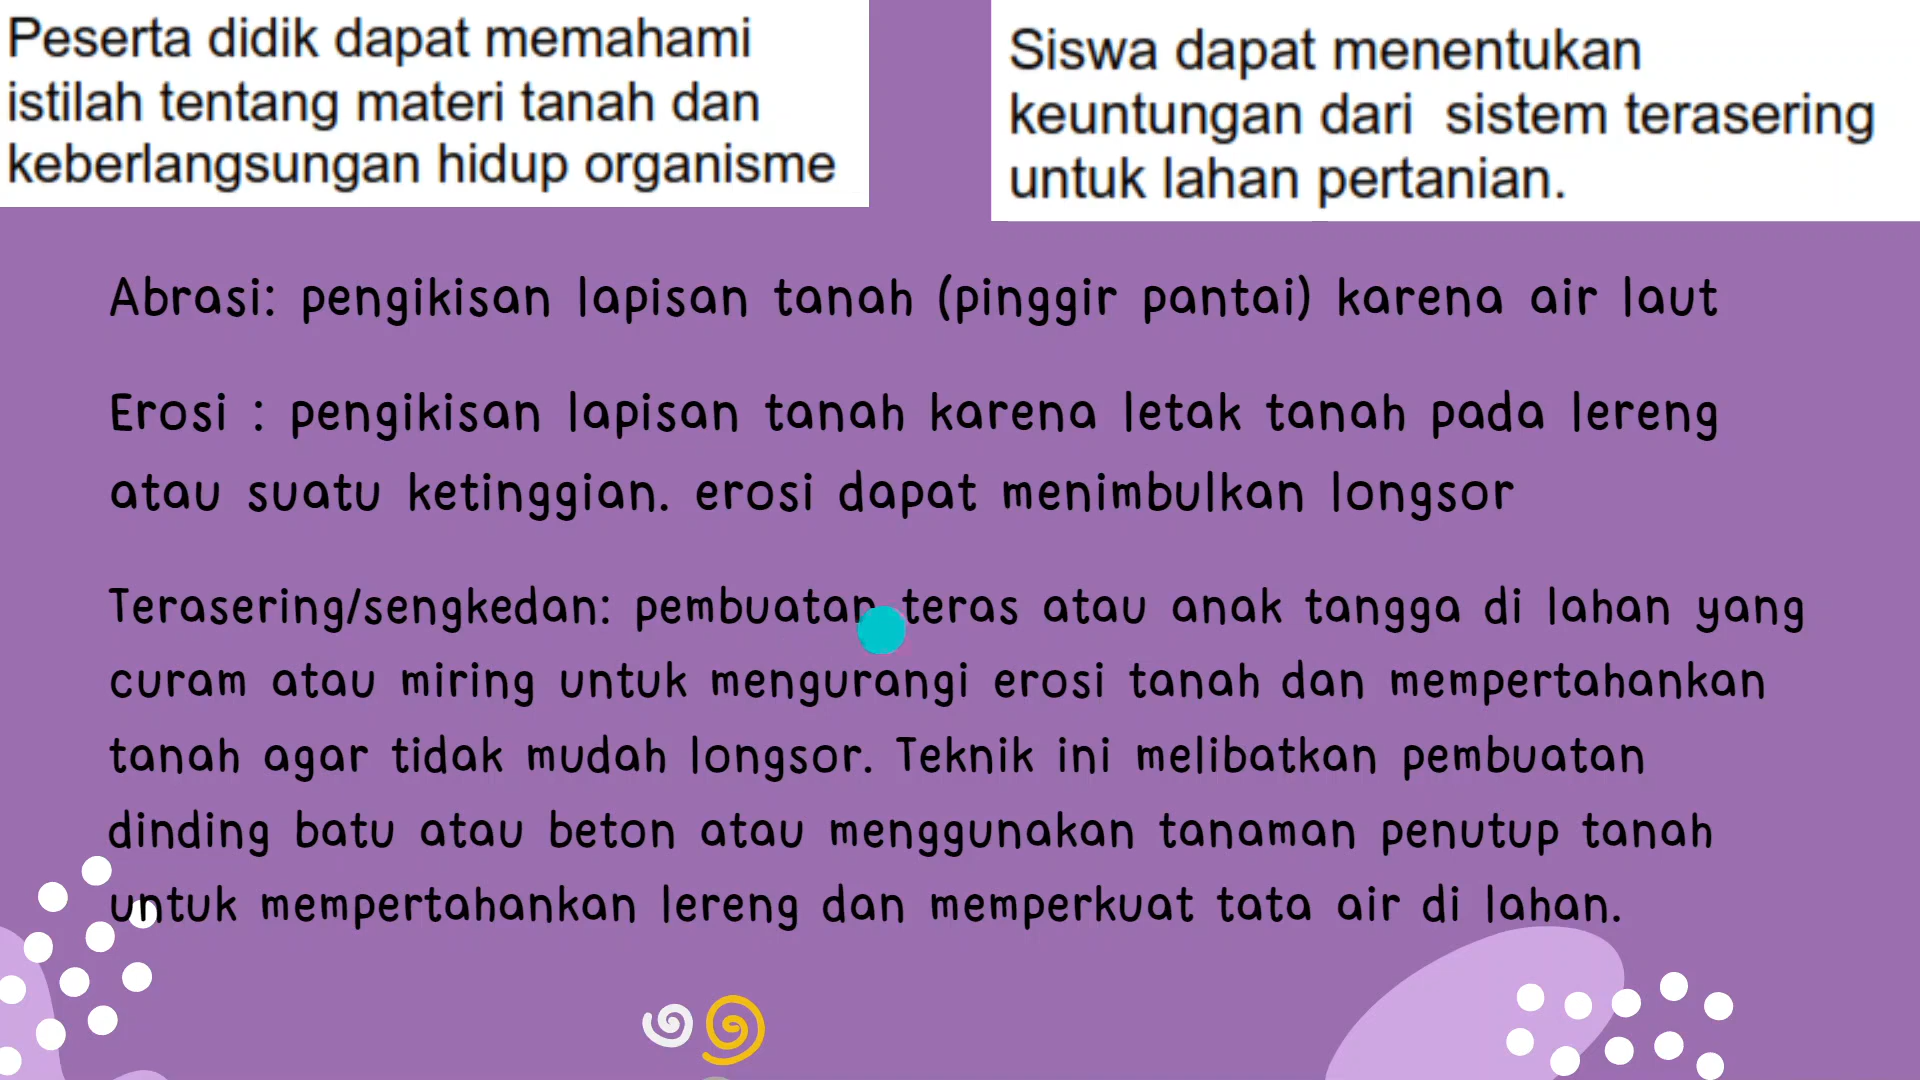 Peserta didik dapat memahami
istilah tentang materi tanah dan
keberlangsungan hidup organisme
Siswa dapat menentukan
keuntungan dari sistem terasering
untuk lahan pertanian.
Abrasi: pengikisan lapisan tanah (pinggir pantai) karena air laut
Erosi : pengikisan lapisan tanah karena letak tanah pada lereng
atau suatu ketinggian. erosi dapat menimbulkan longsor
Terasering/sengkedan: pembuatan teras atau anak tangga di lahan yang
curam atau miring untuk mengurangi erosi tanah dan mempertahankan
tanah agar tidak mudah longsor. Teknik ini melibatkan pembuatan
dinding batu atau beton atau menggunakan tanaman penutup tanah
untuk mempertahankan lereng dan memperkuat tata air di lahan.